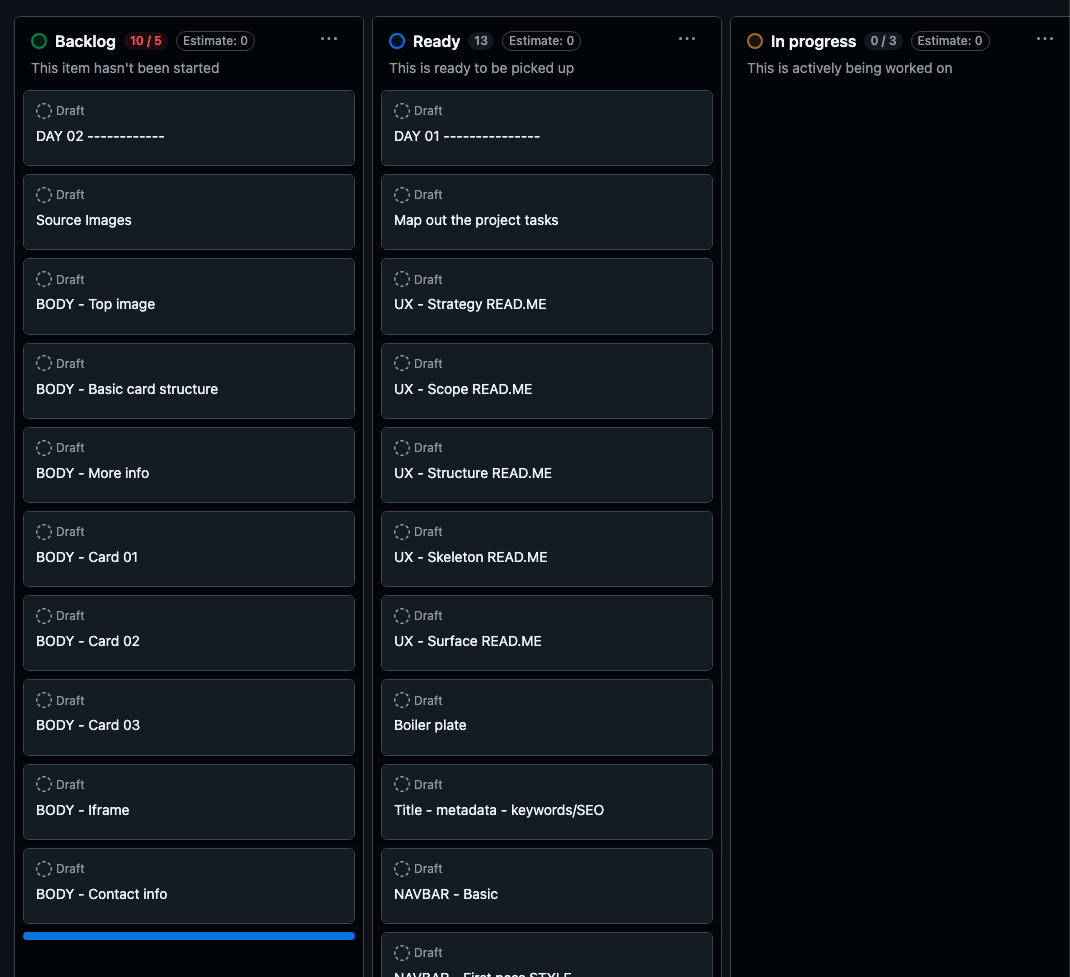 Backlog 10 / 5 Estimate: 0 ···
This item hasn't been started
Draft
DAY 02 ------------
Draft
Source Images
Draft
BODY - Top image
Draft
BODY - Basic card structure
Draft
BODY - More info
Draft
BODY - Card 01
Draft
BODY - Card 02
Draft
BODY - Card 03
Draft
BODY - Iframe
Draft
BODY - Contact info
Ready 13 Estimate: 0 ···
This is ready to be picked up
Draft
DAY 01 ---------------
Draft
Map out the project tasks
Draft
UX - Strategy READ.ME
Draft
UX - Scope READ.ME
Draft
UX - Structure READ.ME
Draft
UX - Skeleton READ.ME
Draft
UX - Surface READ.ME
Draft
Boiler plate
Draft
Title - metadata - keywords/SEO
Draft
NAVBAR - Basic
Draft
NAVBAR - First pass STYLE
In progress 0 / 3 Estimate: 0 ···
This is actively being worked on